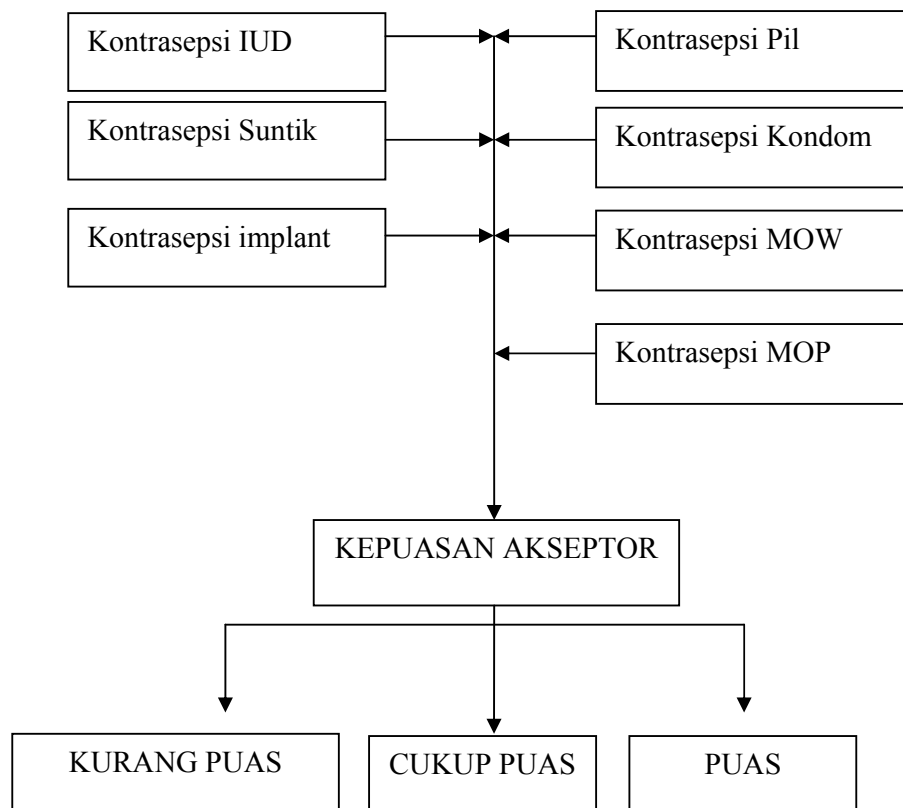 Kontrasepsi IUD
Kontrasepsi Pil
Kontrasepsi Suntik
Kontrasepsi Kondom
Kontrasepsi implant
Kontrasepsi MOW
Kontrasepsi MOP
KEPUASAN AKSEPTOR
KURANG PUAS
CUKUP PUAS
PUAS